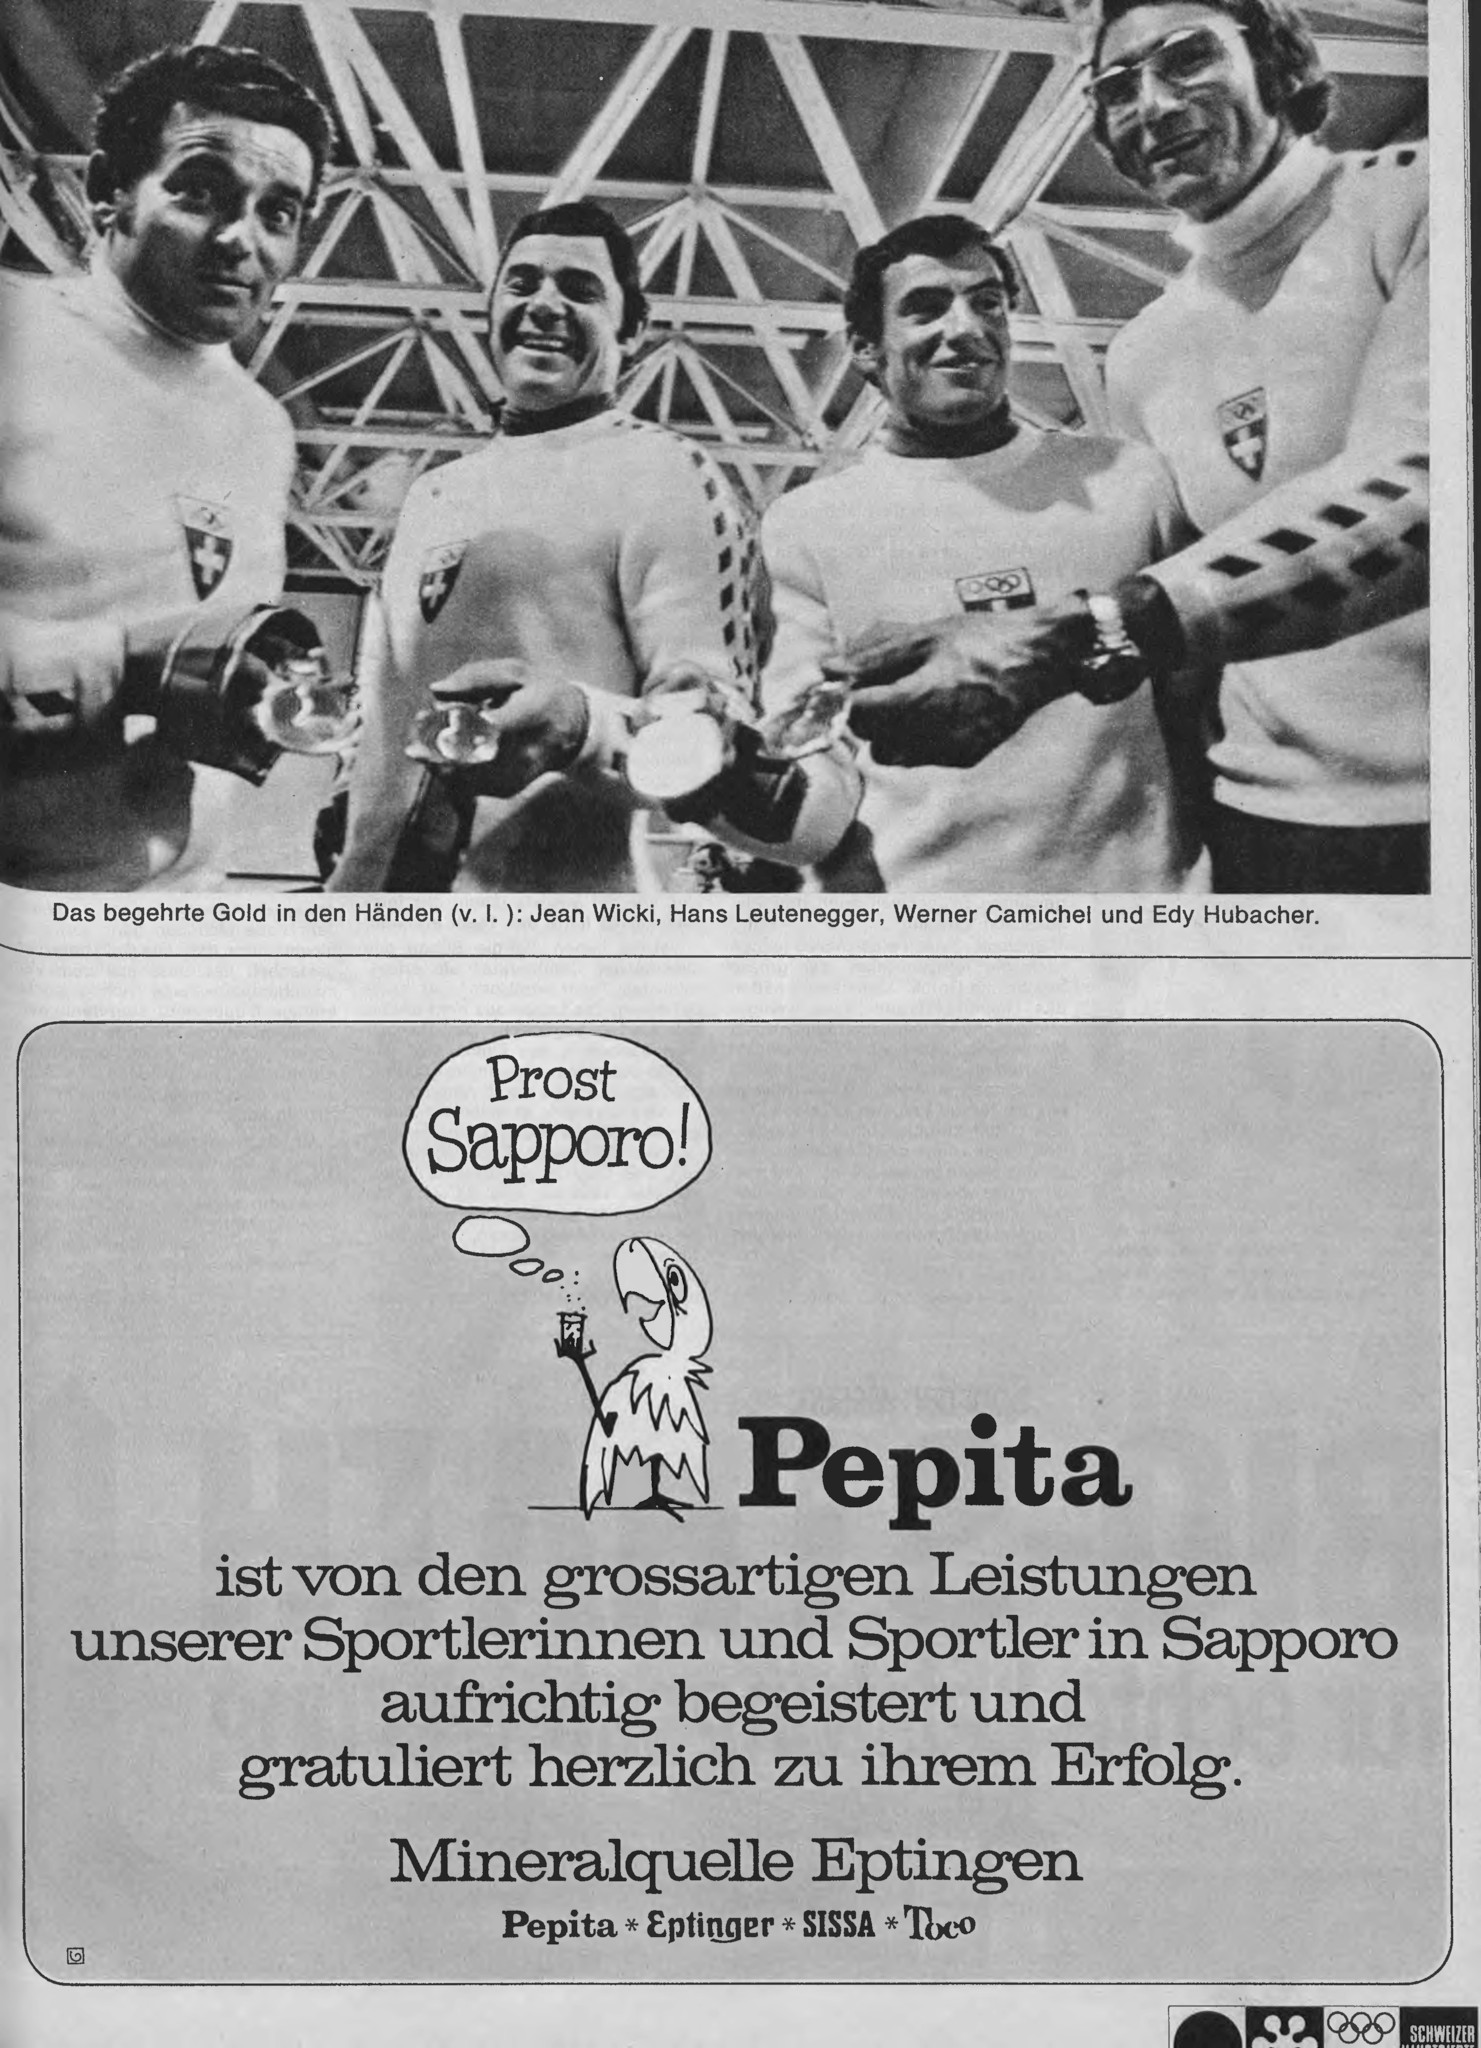 Das begehrte Gold in den Händen (v. l. ): Jean Wicki, Hans Leutenegger, Werner Camichel und Edy Hubacher.
Prost
Sapporo!
Pepita
ist von den grossartigen Leistungen
unserer Sportlerinnen und Sportler in Sapporo
aufrichtig begeistert und
gratuliert herzlich zu ihrem Erfolg.
Mineralquelle Eptingen
Pepita * Eptinger * SISSA * Toco
SCHWEIZER